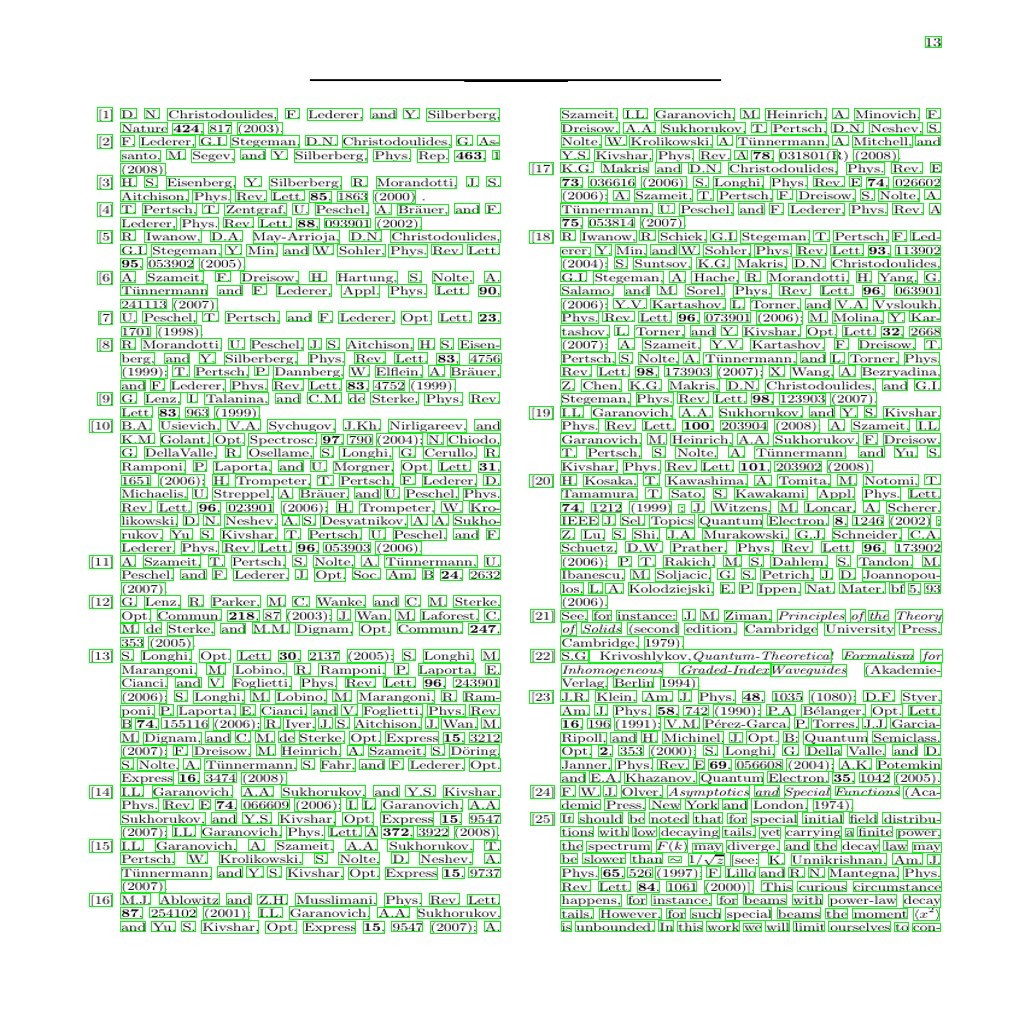 13
[1] D. N. Christodoulides, F. Lederer, and Y. Silberberg,
Nature 424, 817 (2003).
[2] F. Lederer, G.I. Stegeman, D.N. Christodoulides, G. As-
santo, M. Segev, and Y. Silberberg, Phys. Rep. 463, 1
(2008).
[3] H. S. Eisenberg, Y. Silberberg, R. Morandotti, J. S.
Aitchison, Phys. Rev. Lett. 85, 1863 (2000) .
[4] T. Pertsch, T. Zentgraf, U. Peschel, A. Bräuer, and F.
Lederer, Phys. Rev. Lett. 88, 093901 (2002).
[5] R. Iwanow, D.A. May-Arrioja, D.N. Christodoulides,
G.I. Stegeman, Y. Min, and W. Sohler, Phys. Rev. Lett.
95, 053902 (2005).
[6] A. Szameit, F. Dreisow, H. Hartung, S. Nolte, A.
Tünnermann and F. Lederer, Appl. Phys. Lett. 90,
241113 (2007).
[7] U. Peschel, T. Pertsch, and F. Lederer, Opt. Lett. 23,
1701 (1998).
[8] R. Morandotti, U. Peschel, J. S. Aitchison, H. S. Eisen-
berg, and Y. Silberberg, Phys. Rev. Lett. 83, 4756
(1999); T. Pertsch, P. Dannberg, W. Elflein, A. Bräuer,
and F. Lederer, Phys. Rev. Lett. 83, 4752 (1999).
[9] G. Lenz, I. Talanina, and C.M. de Sterke, Phys. Rev.
Lett. 83, 963 (1999).
[10] B.A. Usievich, V.A. Sychugov, J.Kh. Nirligareev, and
K.M. Golant, Opt. Spectrosc. 97, 790 (2004); N. Chiodo,
G. DellaValle, R. Osellame, S. Longhi, G. Cerullo, R.
Ramponi, P. Laporta, and U. Morgner, Opt. Lett. 31,
1651 (2006); H. Trompeter, T. Pertsch, F. Lederer, D.
Michaelis, U. Streppel, A. Bräuer, and U. Peschel, Phys.
Rev. Lett. 96, 023901 (2006); H. Trompeter, W. Kro-
likowski, D. N. Neshev, A. S. Desyatnikov, A. A. Sukho-
rukov, Yu. S. Kivshar, T. Pertsch, U. Peschel, and F.
Lederer Phys. Rev. Lett. 96, 053903 (2006).
[11] A. Szameit, T. Pertsch, S. Nolte, A. Tünnermann, U.
Peschel, and F. Lederer, J. Opt. Soc. Am. B 24, 2632
(2007).
[12] G. Lenz, R. Parker, M. C. Wanke, and C. M. Sterke,
Opt. Commun. 218, 87 (2003); J. Wan, M. Laforest, C.
M. de Sterke, and M.M. Dignam, Opt. Commun. 247,
353 (2005).
[13] S. Longhi, Opt. Lett. 30, 2137 (2005); S. Longhi, M.
Marangoni, M. Lobino, R. Ramponi, P. Laporta, E.
Cianci, and V. Foglietti, Phys. Rev. Lett. 96, 243901
(2006); S. Longhi, M. Lobino, M. Marangoni, R. Ram-
poni, P. Laporta, E. Cianci, and V. Foglietti, Phys. Rev.
B 74, 155116 (2006); R. Iyer, J. S. Aitchison, J. Wan, M.
M. Dignam, and C. M. de Sterke, Opt. Express 15, 3212
(2007); F. Dreisow, M. Heinrich, A. Szameit, S. Döring,
S. Nolte, A. Tünnermann, S. Fahr, and F. Lederer, Opt.
Express 16, 3474 (2008).
[14] I.L. Garanovich, A.A. Sukhorukov, and Y.S. Kivshar,
Phys. Rev. E 74, 066609 (2006); I. L. Garanovich, A.A.
Sukhorukov, and Y.S. Kivshar, Opt. Express 15, 9547
(2007); I.L. Garanovich, Phys. Lett. A 372, 3922 (2008).
[15] I.L. Garanovich, A. Szameit, A.A. Sukhorukov, T.
Pertsch, W. Krolikowski, S. Nolte, D. Neshev, A.
Tünnermann, and Y. S. Kivshar, Opt. Express 15, 9737
(2007).
[16] M.J. Ablowitz and Z.H. Musslimani, Phys. Rev. Lett.
87, 254102 (2001); I.L. Garanovich, A.A. Sukhorukov,
and Yu. S. Kivshar, Opt. Express 15, 9547 (2007); A.
Szameit, I.L. Garanovich, M. Heinrich, A. Minovich, F.
Dreisow, A.A. Sukhorukov, T. Pertsch, D.N. Neshev, S.
Nolte, W. Krolikowski, A. Tünnermann, A. Mitchell, and
Y.S. Kivshar, Phys. Rev. A 78, 031801(R) (2008).
[17] K.G. Makris and D.N. Christodoulides, Phys. Rev. E
73, 036616 (2006); S. Longhi, Phys. Rev. E 74, 026602
(2006); A. Szameit, T. Pertsch, F. Dreisow, S. Nolte, A.
Tünnermann, U. Peschel, and F. Lederer, Phys. Rev. A
75, 053814 (2007).
[18] R. Iwanow, R. Schiek, G.I. Stegeman, T. Pertsch, F. Led-
erer, Y. Min, and W. Sohler, Phys. Rev. Lett. 93, 113902
(2004); S. Suntsov, K.G. Makris, D.N. Christodoulides,
G.I. Stegeman, A. Hache, R. Morandotti, H. Yang, G.
Salamo, and M. Sorel, Phys. Rev. Lett. 96, 063901
(2006); Y.V. Kartashov, L. Torner, and V.A. Vysloukh,
Phys. Rev. Lett. 96, 073901 (2006); M. Molina, Y. Kar-
tashov, L. Torner, and Y. Kivshar, Opt. Lett. 32, 2668
(2007); A. Szameit, Y.V. Kartashov, F. Dreisow, T.
Pertsch, S. Nolte, A. Tünnermann, and L. Torner, Phys.
Rev. Lett. 98, 173903 (2007); X. Wang, A. Bezryadina,
Z. Chen, K.G. Makris, D.N. Christodoulides, and G.I.
Stegeman, Phys. Rev. Lett. 98, 123903 (2007).
[19] I.L. Garanovich, A.A. Sukhorukov, and Y. S. Kivshar,
Phys. Rev. Lett. 100, 203904 (2008). A. Szameit, I.L.
Garanovich, M. Heinrich, A.A. Sukhorukov, F. Dreisow,
T. Pertsch, S. Nolte, A. Tünnermann, and Yu. S.
Kivshar, Phys. Rev. Lett. 101, 203902 (2008).
[20] H. Kosaka, T. Kawashima, A. Tomita, M. Notomi, T.
Tamamura, T. Sato, S. Kawakami, Appl. Phys. Lett.
74, 1212 (1999) ; J. Witzens, M. Loncar, A. Scherer,
IEEE J. Sel. Topics Quantum Electron. 8, 1246 (2002) ;
Z. Lu, S. Shi, J.A. Murakowski, G.J. Schneider, C.A.
Schuetz, D.W. Prather, Phys. Rev. Lett. 96, 173902
(2006); P. T. Rakich, M. S. Dahlem, S. Tandon, M.
Ibanescu, M. Soljacic, G. S. Petrich, J. D. Joannopou-
los, L.A. Kolodziejski, E. P. Ippen, Nat. Mater. bf 5, 93
(2006).
[21] See, for instance: J. M. Ziman, Principles of the Theory
of Solids (second edition, Cambridge University Press,
Cambridge, 1979).
[22] S.G. Krivoshlykov, Quantum-Theoretical Formalism for
Inhomogeneous Graded-Index Waveguides (Akademie-
Verlag, Berlin 1994).
[23] J.R. Klein, Am. J. Phys. 48, 1035 (1080); D.F. Styer,
Am. J. Phys. 58, 742 (1990); P.A. Bélanger, Opt. Lett.
16, 196 (1991); V.M. Pérez-Garca, P. Torres, J.J. Garcia-
Ripoll, and H. Michinel, J. Opt. B: Quantum Semiclass.
Opt. 2, 353 (2000); S. Longhi, G. Della Valle, and D.
Janner, Phys. Rev. E 69, 056608 (2004); A.K. Potemkin
and E.A. Khazanov, Quantum Electron. 35, 1042 (2005).
[24] F. W. J. Olver, Asymptotics and Special Functions (Aca-
demic Press, New York and London, 1974).
[25] It should be noted that for special initial field distribu-
tions with low decaying tails, yet carrying a finite power,
the spectrum F(k) may diverge, and the decay law may
be slower than ≃ 1/√z [see: K. Unnikrishnan, Am. J.
Phys. 65, 526 (1997); F. Lillo and R.N. Mantegna, Phys.
Rev. Lett. 84, 1061 (2000)]. This curious circumstance
happens, for instance, for beams with power-law decay
tails. However, for such special beams the moment ⟨x²⟩
is unbounded. In this work we will limit ourselves to con-